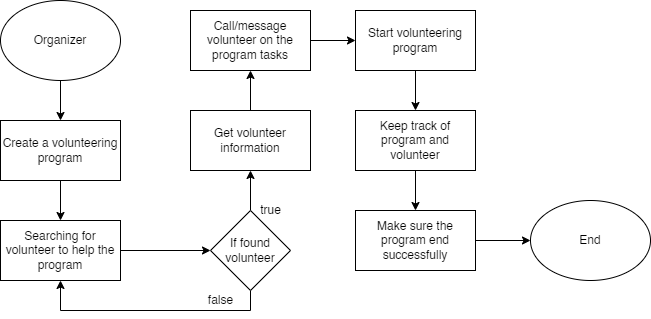 Organizer
Create a volunteering
program
Searching for
volunteer to help the
program
If found
volunteer
true
false
Get volunteer
information
Call/message
volunteer on the
program tasks
Start volunteering
program
Keep track of
program and
volunteer
Make sure the
program end
successfully
End